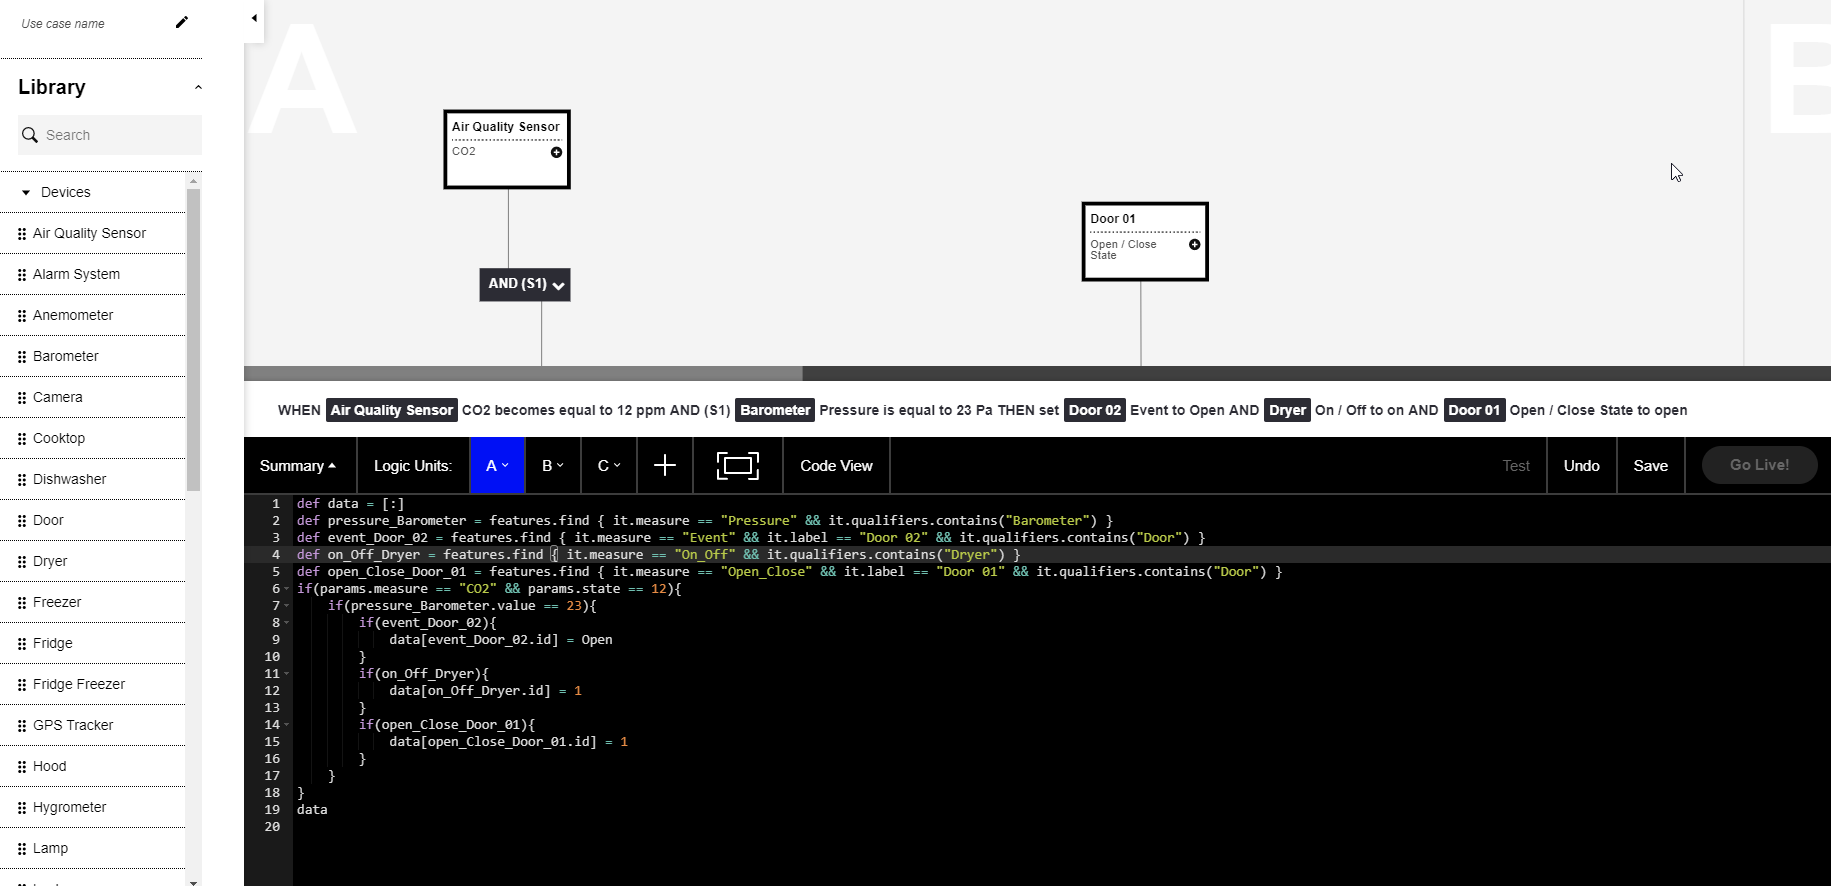 Use case name
Library
Search
Devices
Air Quality Sensor
Alarm System
Anemometer
Barometer
Camera
Cooktop
Dishwasher
Door
Dryer
Freezer
Fridge
Fridge Freezer
GPS Tracker
Hood
Hygrometer
Lamp
A
B
Air Quality Sensor
CO2
AND (S1)
Door 01
Open / Close
State
WHEN Air Quality Sensor CO2 becomes equal to 12 ppm AND (S1) Barometer Pressure is equal to 23 Pa THEN set Door 02 Event to Open AND Dryer On / Off to on AND Door 01 Open / Close State to open
Summary Logic Units: A B C Code View Test Undo Save Go Live!
1 def data = [:]
2 def pressure_Barometer = features.find { it.measure == "Pressure" && it.qualifiers.contains("Barometer") }
3 def event_Door_02 = features.find { it.measure == "Event" && it.label == "Door 02" && it.qualifiers.contains("Door") }
4 def on_Off_Dryer = features.find { it.measure == "On_Off" && it.qualifiers.contains("Dryer") }
5 def open_Close_Door_01 = features.find { it.measure == "Open_Close" && it.label == "Door 01" && it.qualifiers.contains("Door") }
6 if(params.measure == "CO2" && params.state == 12){
7 if(pressure_Barometer.value == 23){
8 if(event_Door_02){
9 data[event_Door_02.id] = Open
10 }
11 if(on_Off_Dryer){
12 data[on_Off_Dryer.id] = 1
13 }
14 if(open_Close_Door_01){
15 data[open_Close_Door_01.id] = 1
16 }
17 }
18 }
19 data
20